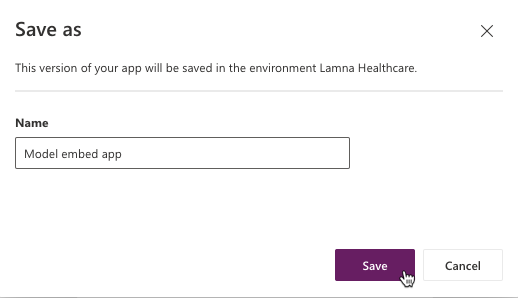 Save as
This version of your app will be saved in the environment Lamna Healthcare.
Name
Model embed app
Save
Cancel